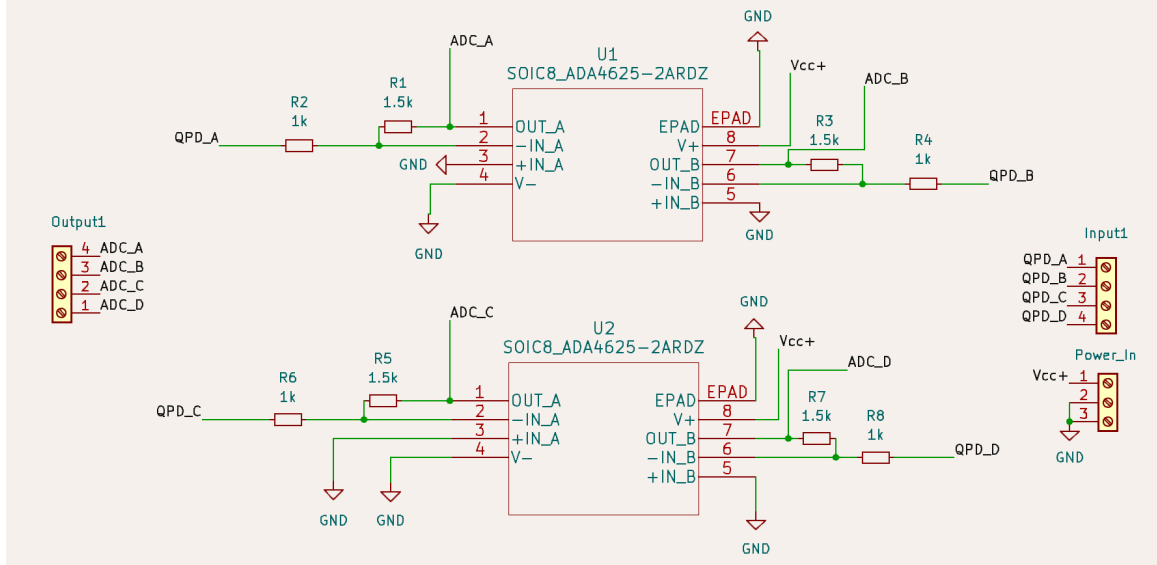 GND
ADC_A
U1
SOIC8_ADA4625-2ARDZ
Vcc+
ADC_B
R1
1.5k
R2
1k
QPD_A
1 OUT_A
2 -IN_A
GND 3 +IN_A
4 V-
GND
EPAD EPAD
V+ 8
OUT_B 7
-IN_B 6
+IN_B 5
R3
1.5k
R4
1k
QPD_B
GND
Output1
4 ADC_A
3 ADC_B
2 ADC_C
1 ADC_D
Input1
QPD_A 1
QPD_B 2
QPD_C 3
QPD_D 4
Power_In
Vcc+ 1
2
3
GND
GND
ADC_C
U2
SOIC8_ADA4625-2ARDZ
Vcc+
ADC_D
R5
1.5k
R6
1k
QPD_C
1 OUT_A
2 -IN_A
3 +IN_A
4 V-
GND
GND
EPAD EPAD
V+ 8
OUT_B 7
-IN_B 6
+IN_B 5
R7
1.5k
R8
1k
QPD_D
GND